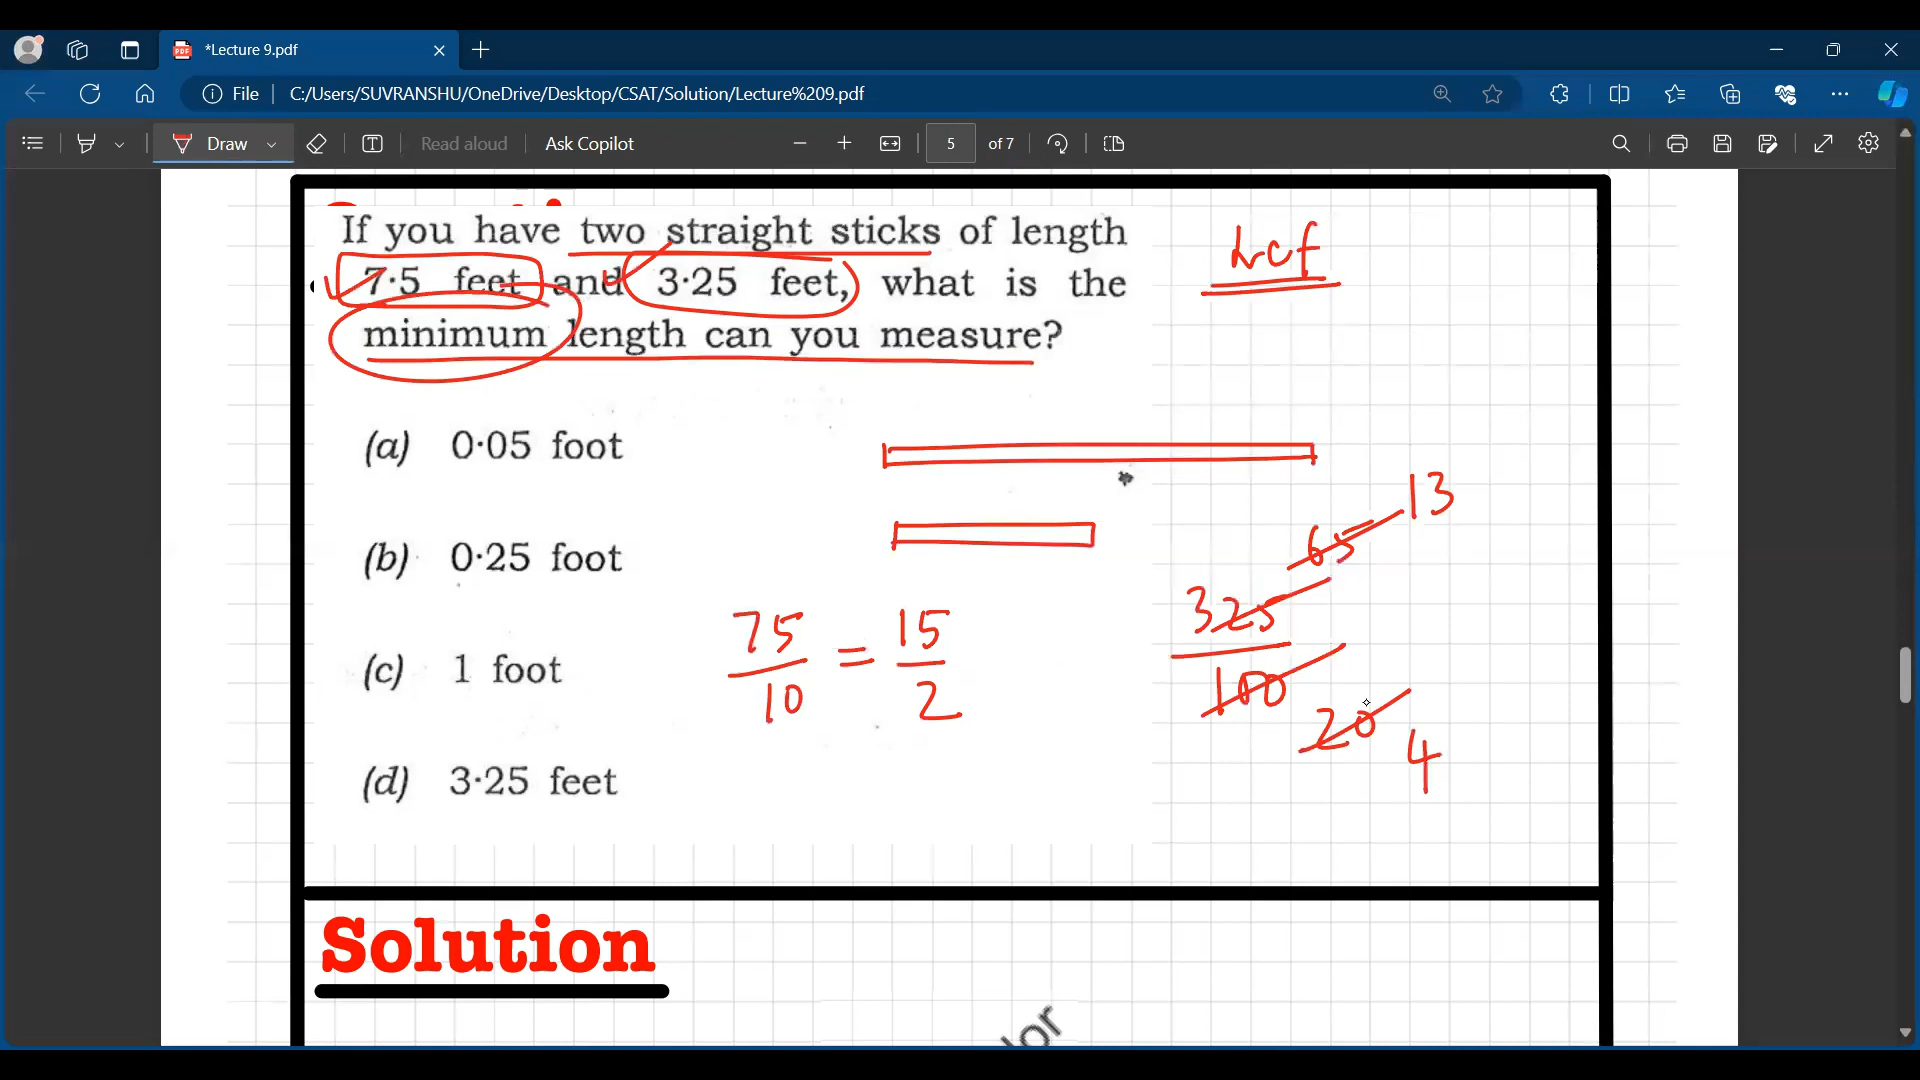 *Lecture 9.pdf
File C:/Users/SUVRANSHU/OneDrive/Desktop/CSAT/Solution/Lecture%209.pdf
Draw Read aloud Ask Copilot 5 of 7
If you have two straight sticks of length
7·5 feet and 3·25 feet, what is the
minimum length can you measure?
(a) 0·05 foot
(b) 0·25 foot
(c) 1 foot
(d) 3·25 feet
75/10 = 15/2
13
65
325
100
20
4
Solution